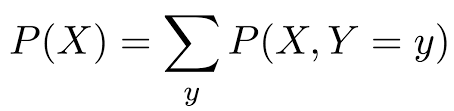 P(X) = ∑_y P(X, Y = y)